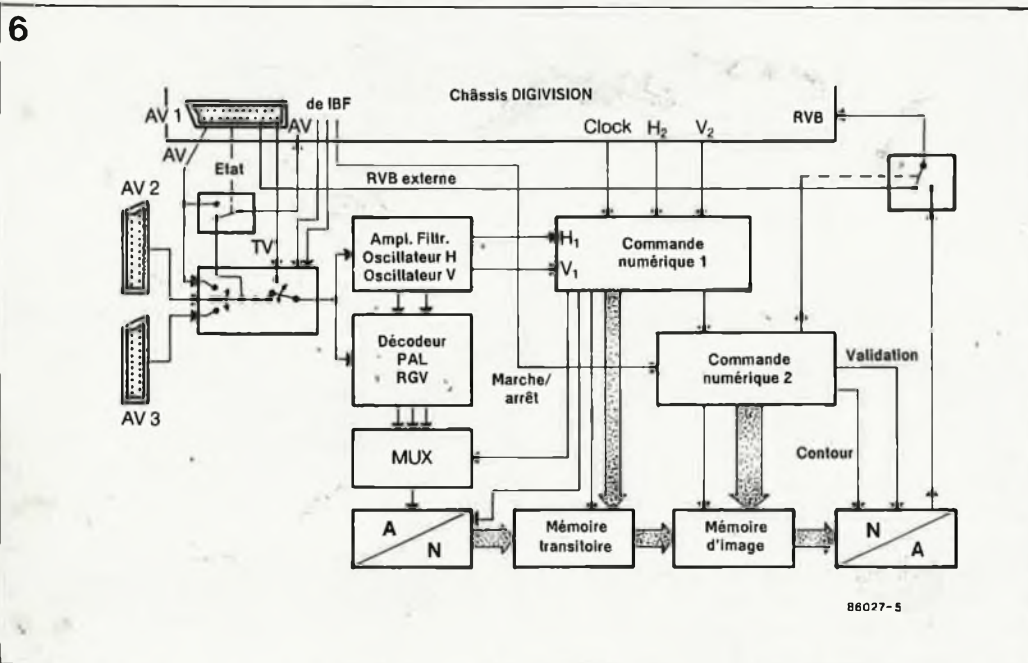 6
Châssis DIGIVISION
de IBF
AV 1
AV
RVB
Clock H₂ V₂
AV
Etat
RVB externe
AV 2
TV
Ampl. Filtr.
Oscillateur H
Oscillateur V
H₁
V₁
Commande
numérique 1
Décodeur
PAL
RGV
Marche/
arrêt
Commande
numérique 2
Validation
AV 3
MUX
Contour
A
N
Mémoire
transitoire
Mémoire
d'image
N
A
86027-5